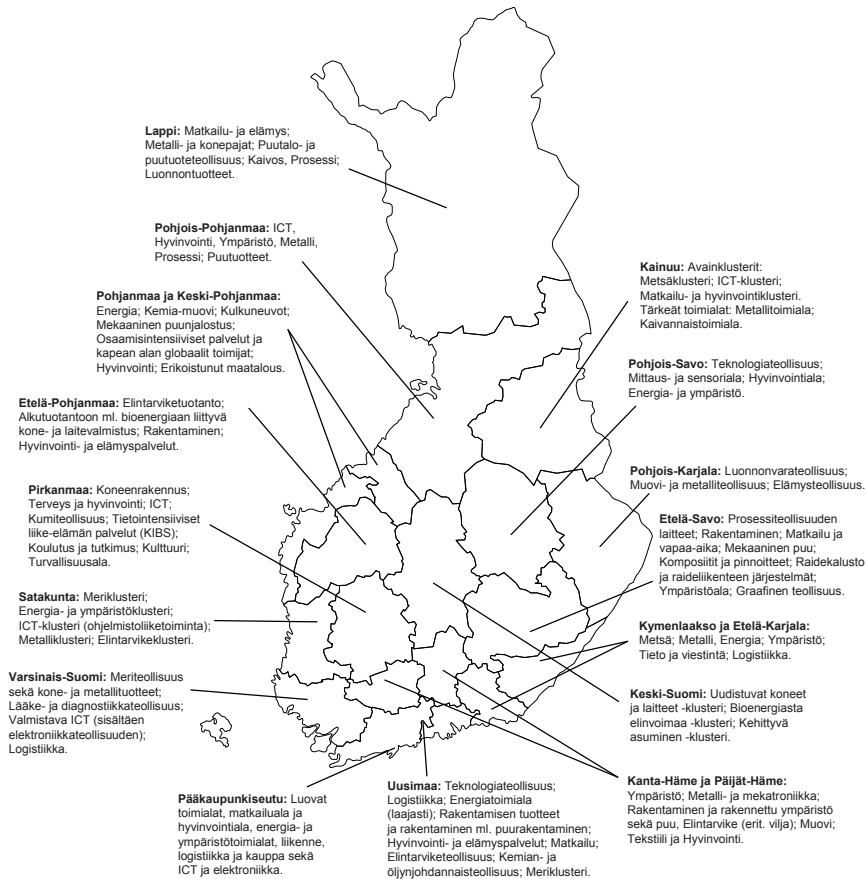 Lappi: Matkailu- ja elämys;
Metalli- ja konepajat; Puutalo- ja
puutuoteteollisuus; Kaivos, Prosessi;
Luonnontuotteet.
Pohjois-Pohjanmaa: ICT,
Hyvinvointi, Ympäristö, Metalli,
Prosessi; Puutuotteet.
Pohjanmaa ja Keski-Pohjanmaa:
Energia; Kemia-muovi; Kulkuneuvot;
Mekaaninen puunjalostus;
Osaamisintensiiviset palvelut ja
kapean alan globaalit toimijat;
Hyvinvointi; Erikoistunut maatalous.
Etelä-Pohjanmaa: Elintarviketuotanto;
Alkutuotantoon ml. bioenergiaan liittyvä
kone- ja laitevalmistus; Rakentaminen;
Hyvinvointi- ja elämyspalvelut.
Pirkanmaa: Koneenrakennus;
Terveys ja hyvinvointi; ICT;
Kumiteollisuus; Tietointensiiviset
liike-elämän palvelut (KIBS);
Koulutus ja tutkimus; Kulttuuri;
Turvallisuusala.
Satakunta: Meriklusteri;
Energia- ja ympäristöklusteri;
ICT-klusteri (ohjelmistoliiketoiminta);
Metalliklusteri; Elintarvikeklusteri.
Varsinais-Suomi: Meriteollisuus
sekä kone- ja metallituotteet;
Lääke- ja diagnostiikkateollisuus;
Valmistava ICT (sisältäen
elektroniikkateollisuuden);
Logistiikka.
Pääkaupunkiseutu: Luovat
toimialat, matkailuala ja
hyvinvointiala, energia- ja
ympäristötoimialat, liikenne,
logistiikka ja kauppa sekä
ICT ja elektroniikka.
Uusimaa: Teknologiateollisuus;
Logistiikka; Energiatoimiala
(laajasti); Rakentamisen tuotteet
ja rakentaminen ml. puurakentaminen;
Hyvinvointi- ja elämyspalvelut; Matkailu;
Elintarviketeollisuus; Kemian- ja
öljynjohdannaisteollisuus; Meriklusteri.
Kainuu: Avainklusterit:
Metsäklusteri; ICT-klusteri;
Matkailu- ja hyvinvointiklusteri.
Tärkeät toimialat: Metallitoimiala;
Kaivannaistoimiala.
Pohjois-Savo: Teknologiateollisuus;
Mittaus- ja sensoriala; Hyvinvointiala;
Energia- ja ympäristö.
Pohjois-Karjala: Luonnonvarateollisuus;
Muovi- ja metalliteollisuus; Elämysteollisuus.
Etelä-Savo: Prosessiteollisuuden
laitteet; Rakentaminen; Matkailu ja
vapaa-aika; Mekaaninen puu;
Komposiitit ja pinnoitteet; Raidekalusto
ja raideliikenteen järjestelmät;
Ympäristöala; Graafinen teollisuus.
Kymenlaakso ja Etelä-Karjala:
Metsä; Metalli, Energia; Ympäristö;
Tieto ja viestintä; Logistiikka.
Keski-Suomi: Uudistuvat koneet
ja laitteet -klusteri; Bioenergiasta
elinvoimaa -klusteri; Kehittyvä
asuminen -klusteri.
Kanta-Häme ja Päijät-Häme:
Ympäristö; Metalli- ja mekatroniikka;
Rakentaminen ja rakennettu ympäristö
sekä puu, Elintarvike (erit. vilja); Muovi;
Tekstiili ja Hyvinvointi.